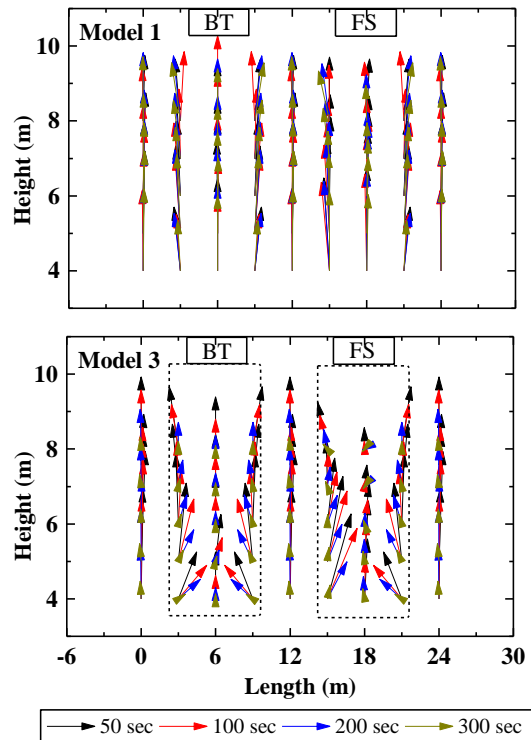 BT FS
Model 1
10
8
6
4
Height (m)
BT FS
Model 3
10
8
6
4
Height (m)
-6 0 6 12 18 24 30
Length (m)
50 sec 100 sec 200 sec 300 sec